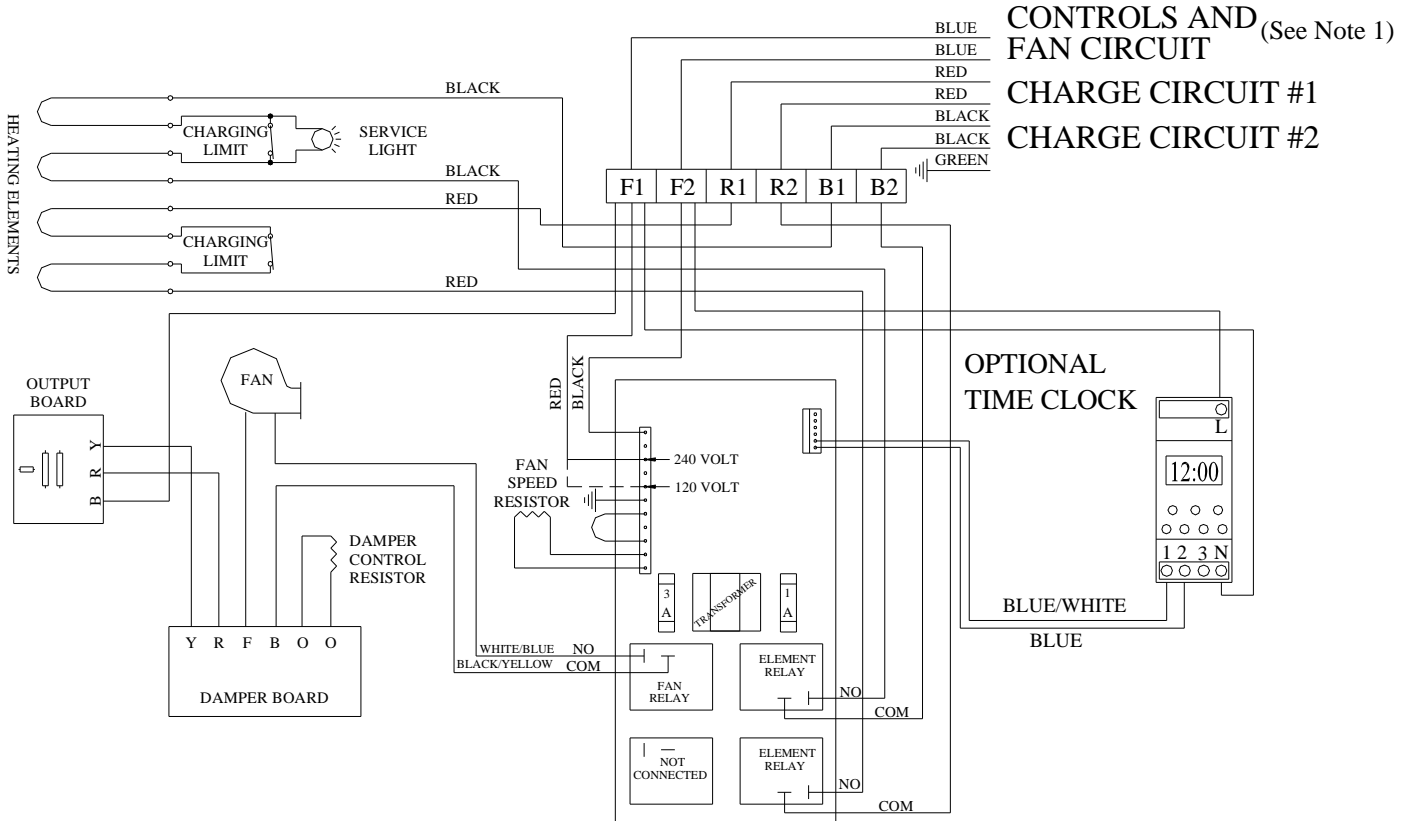 BLUE
CONTROLS AND (See Note 1)
BLUE
FAN CIRCUIT
RED
RED
CHARGE CIRCUIT #1
BLACK
BLACK
CHARGE CIRCUIT #2
GREEN
BLACK
CHARGING
LIMIT
SERVICE
LIGHT
BLACK
RED
CHARGING
LIMIT
RED
HEATING ELEMENTS
F1 F2 R1 R2 B1 B2
OUTPUT
BOARD
Y
R
B
FAN
RED
BLACK
OPTIONAL
TIME CLOCK
L
12:00
1 2 3 N
240 VOLT
120 VOLT
FAN
SPEED
RESISTOR
DAMPER
CONTROL
RESISTOR
3
A
TRANSFORMER
1
A
BLUE/WHITE
BLUE
Y R F B O O
DAMPER BOARD
WHITE/BLUE NO
BLACK/YELLOW COM
FAN
RELAY
ELEMENT
RELAY
NO
COM
NOT
CONNECTED
ELEMENT
RELAY
NO
COM